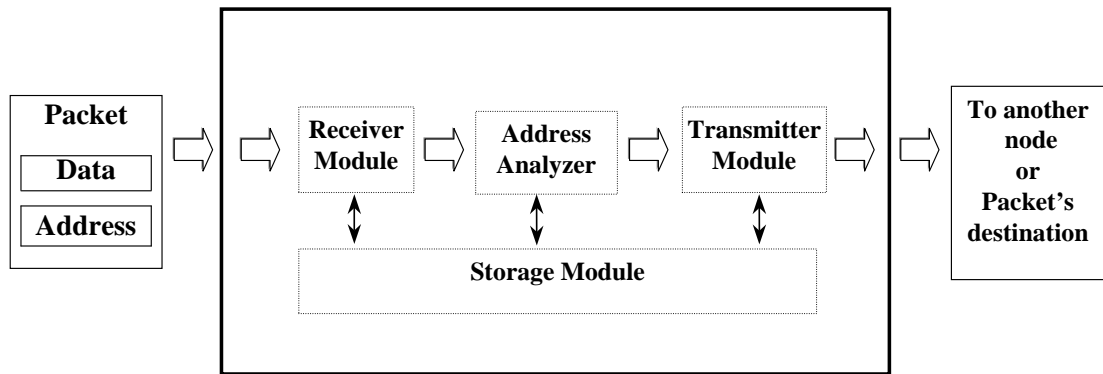 Packet
Data
Address
Receiver
Module
Address
Analyzer
Transmitter
Module
Storage Module
To another
node
or
Packet's
destination